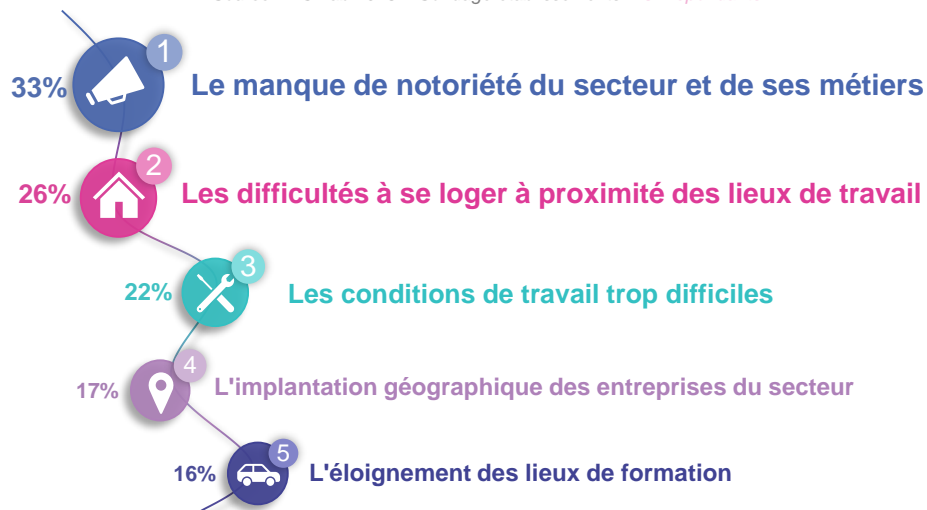 1
33%
Le manque de notoriété du secteur et de ses métiers
2
26%
Les difficultés à se loger à proximité des lieux de travail
3
22%
Les conditions de travail trop difficiles
4
17%
L'implantation géographique des entreprises du secteur
5
16%
L'éloignement des lieux de formation